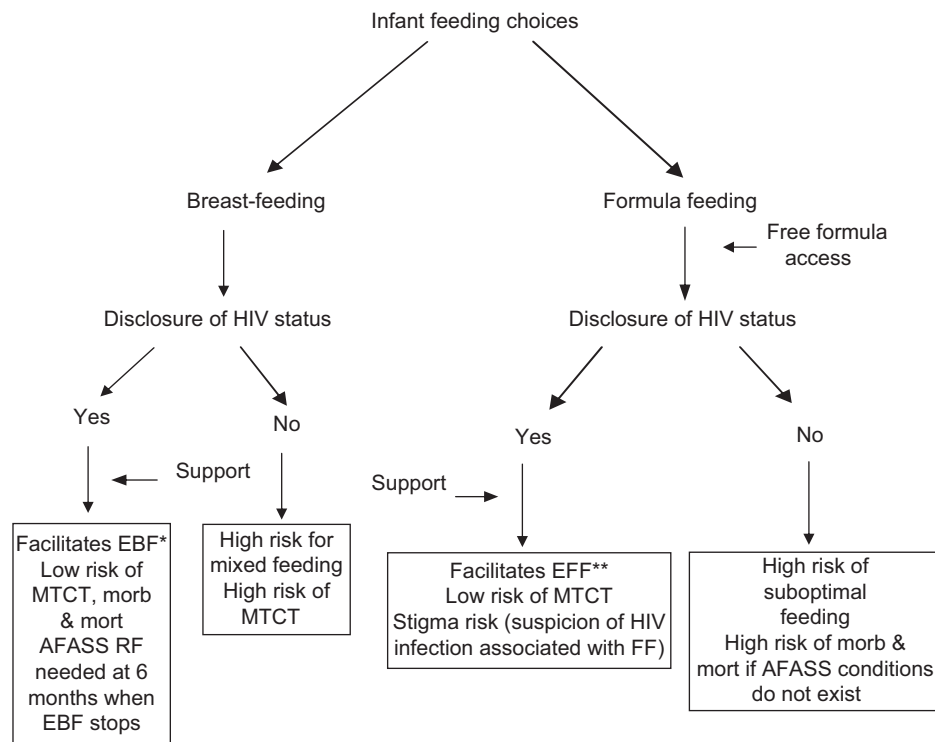 Infant feeding choices
Breast-feeding
Formula feeding
Free formula
access
Disclosure of HIV status
Disclosure of HIV status
Yes
No
Yes
No
Support
Support
Facilitates EBF*
Low risk of
MTCT, morb
& mort
AFASS RF
needed at 6
months when
EBF stops
High risk for
mixed feeding
High risk of
MTCT
Facilitates EFF**
Low risk of MTCT
Stigma risk (suspicion of HIV
infection associated with FF)
High risk of
suboptimal
feeding
High risk of morb &
mort if AFASS conditions
do not exist